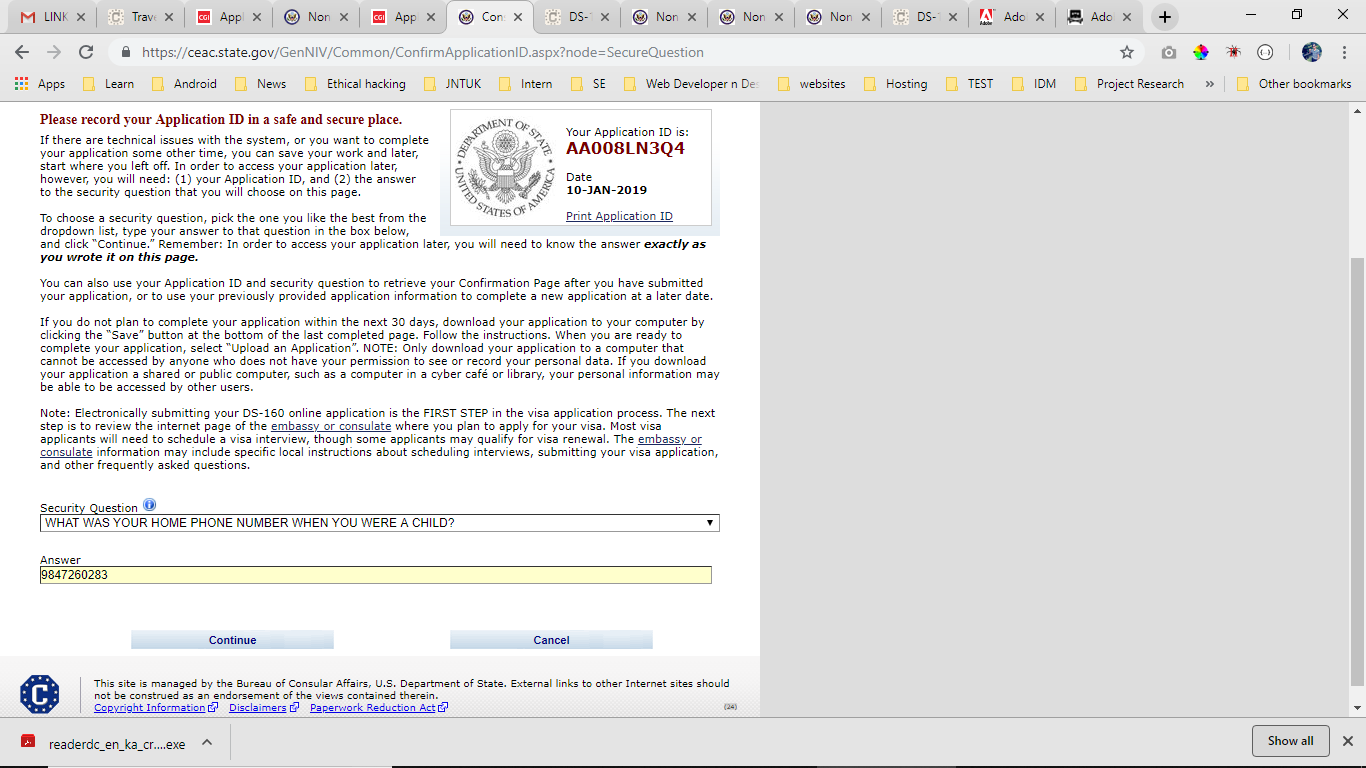 LINK
Trave
Appl
Non
App
Cons
DS-1
Non
Non
Non
DS-
Ado
Ado
https://ceac.state.gov/GenNIV/Common/ConfirmApplicationID.aspx?node=SecureQuestion
Apps Learn Android News Ethical hacking JNTUK Intern SE Web Developer n Des websites Hosting TEST IDM Project Research » Other bookmarks
Please record your Application ID in a safe and secure place.
If there are technical issues with the system, or you want to complete
your application some other time, you can save your work and later,
start where you left off. In order to access your application later,
however, you will need: (1) your Application ID, and (2) the answer
to the security question that you will choose on this page.
DEPARTMENT OF STATE
UNITED STATES OF AMERICA
Your Application ID is:
AA008LN3Q4
Date
10-JAN-2019
Print Application ID
To choose a security question, pick the one you like the best from the
dropdown list, type your answer to that question in the box below,
and click “Continue.” Remember: In order to access your application later, you will need to know the answer exactly as
you wrote it on this page.
You can also use your Application ID and security question to retrieve your Confirmation Page after you have submitted
your application, or to use your previously provided application information to complete a new application at a later date.
If you do not plan to complete your application within the next 30 days, download your application to your computer by
clicking the “Save” button at the bottom of the last completed page. Follow the instructions. When you are ready to
complete your application, select “Upload an Application”. NOTE: Only download your application to a computer that
cannot be accessed by anyone who does not have your permission to see or record your personal data. If you download
your application a shared or public computer, such as a computer in a cyber café or library, your personal information may
be able to be accessed by other users.
Note: Electronically submitting your DS-160 online application is the FIRST STEP in the visa application process. The next
step is to review the internet page of the embassy or consulate where you plan to apply for your visa. Most visa
applicants will need to schedule a visa interview, though some applicants may qualify for visa renewal. The embassy or
consulate information may include specific local instructions about scheduling interviews, submitting your visa application,
and other frequently asked questions.
Security Question
WHAT WAS YOUR HOME PHONE NUMBER WHEN YOU WERE A CHILD?
Answer
9847260283
Continue
Cancel
This site is managed by the Bureau of Consular Affairs, U.S. Department of State. External links to other Internet sites should
not be construed as an endorsement of the views contained therein.
Copyright Information Disclaimers Paperwork Reduction Act
(24)
readerdc_en_ka_cr....exe
Show all